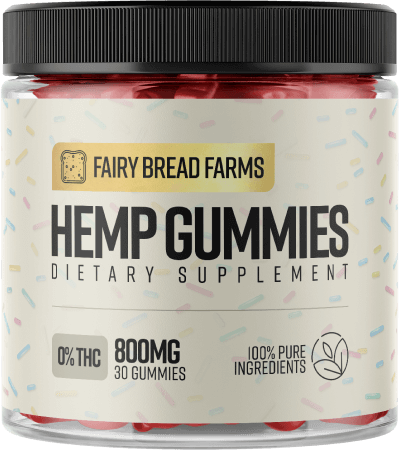 FAIRY BREAD FARMS
HEMP GUMMIES
DIETARY SUPPLEMENT
0% THC
800MG
30 GUMMIES
100% PURE
INGREDIENTS